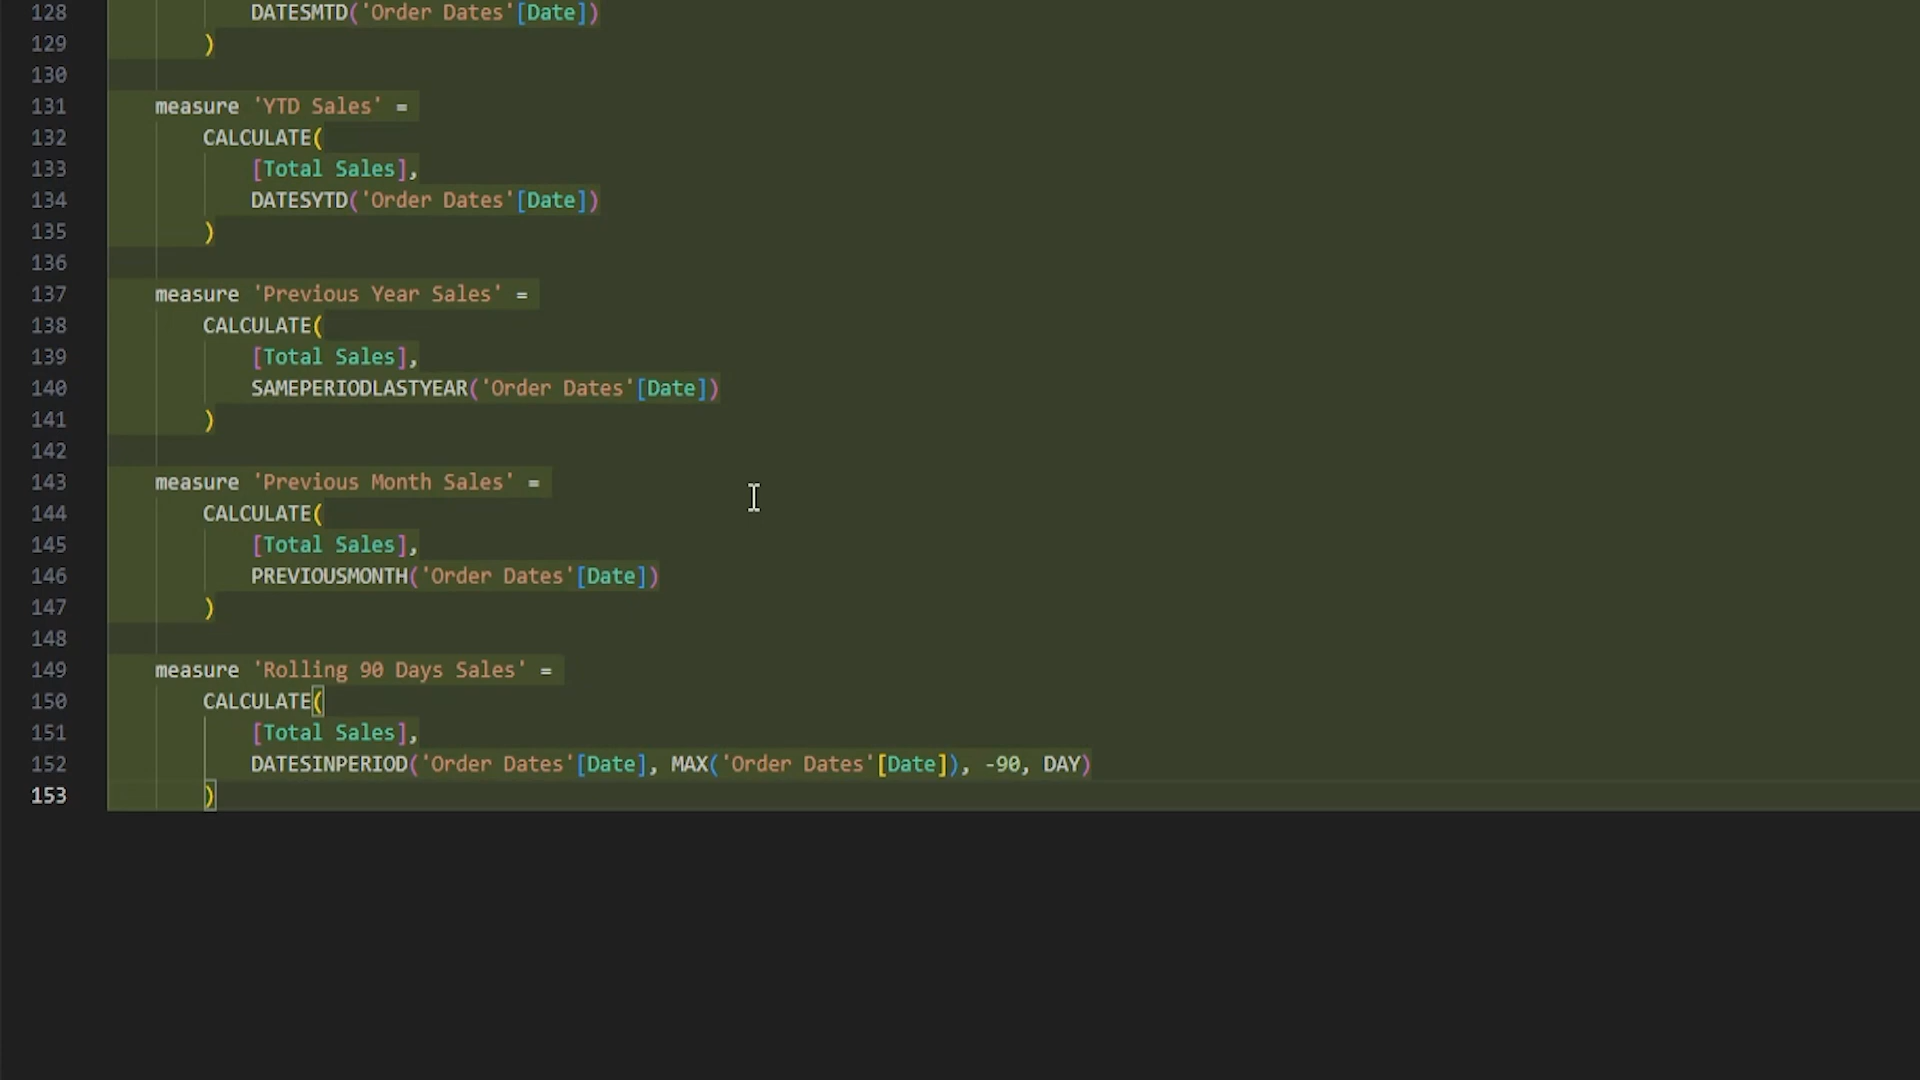 128 DATESMTD('Order Dates'[Date])
129 )
130
131 measure 'YTD Sales' =
132 CALCULATE(
133 [Total Sales],
134 DATESYTD('Order Dates'[Date])
135 )
136
137 measure 'Previous Year Sales' =
138 CALCULATE(
139 [Total Sales],
140 SAMEPERIODLASTYEAR('Order Dates'[Date])
141 )
142
143 measure 'Previous Month Sales' =
144 CALCULATE(
145 [Total Sales],
146 PREVIOUSMONTH('Order Dates'[Date])
147 )
148
149 measure 'Rolling 90 Days Sales' =
150 CALCULATE(
151 [Total Sales],
152 DATESINPERIOD('Order Dates'[Date], MAX('Order Dates'[Date]), -90, DAY)
153 )